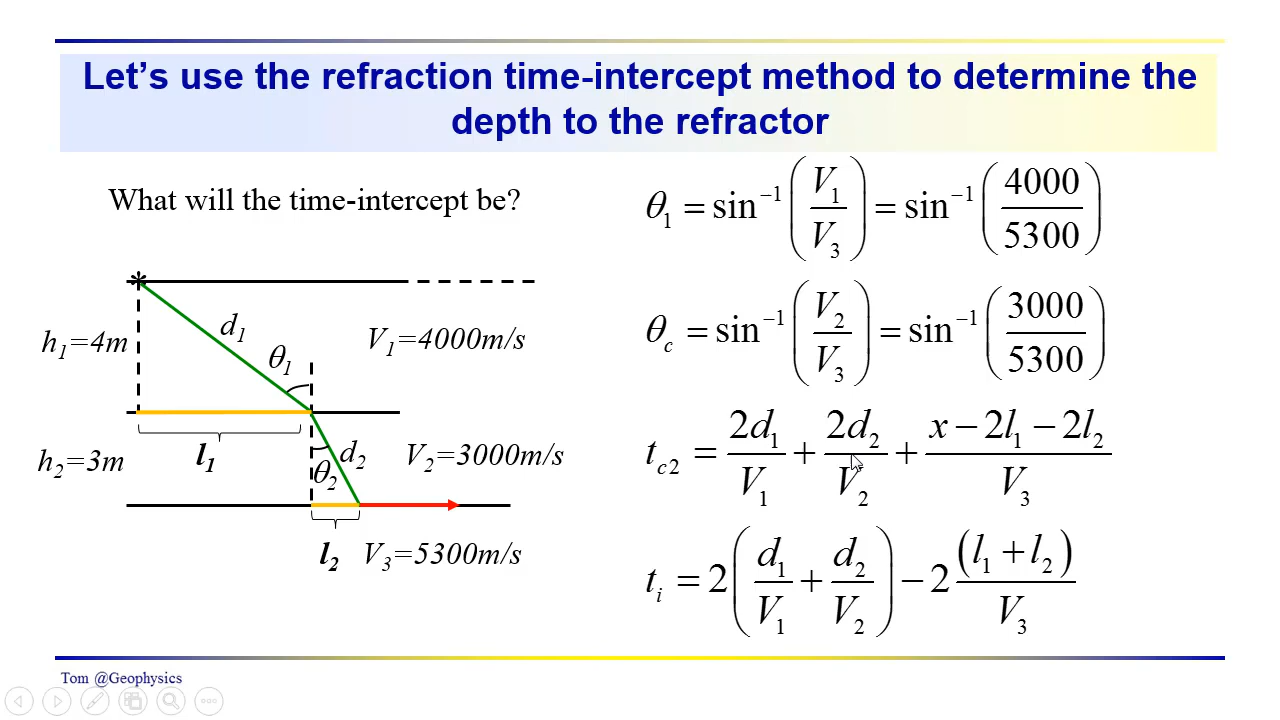 Let’s use the refraction time-intercept method to determine the
depth to the refractor
What will the time-intercept be?
*
h₁=4m
d₁
θ₁
V₁=4000m/s
l₁
h₂=3m
θ₂
d₂
V₂=3000m/s
l₂
V₃=5300m/s
θ₁ = sin⁻¹(V₁/V₃) = sin⁻¹(4000/5300)
θc = sin⁻¹(V₂/V₃) = sin⁻¹(3000/5300)
tc2 = 2d₁/V₁ + 2d₂/V₂ + (x − 2l₁ − 2l₂)/V₃
tᵢ = 2(d₁/V₁ + d₂/V₂) − 2(l₁ + l₂)/V₃
Tom @Geophysics